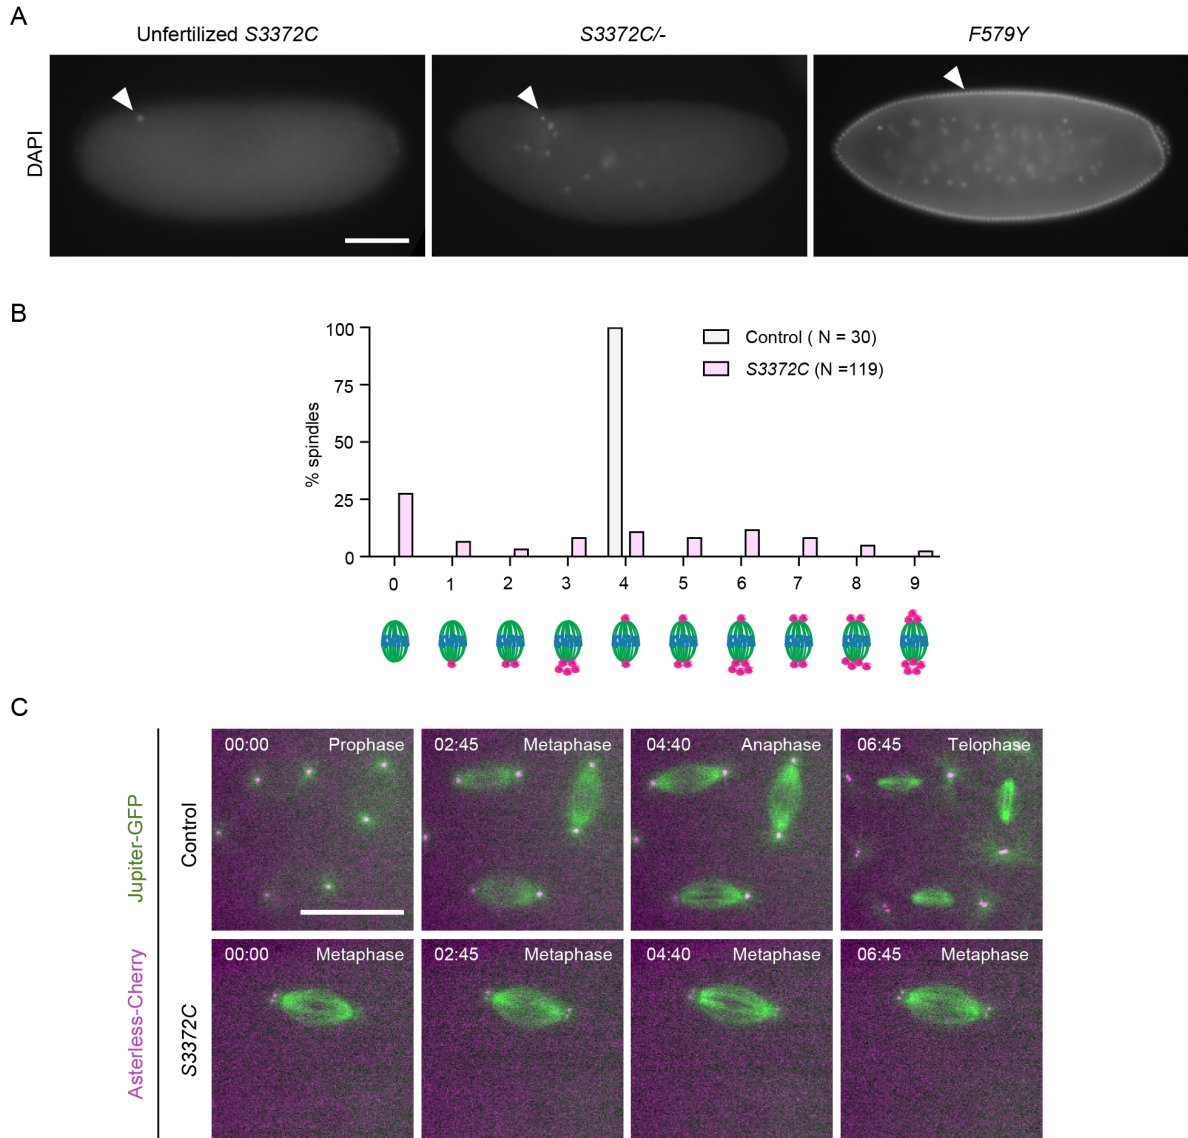 A
Unfertilized S3372C
S3372C/-
F579Y
DAPI
B
100
75
50
25
0
% spindles
Control ( N = 30)
S3372C (N =119)
0 1 2 3 4 5 6 7 8 9
C
Jupiter-GFP
Asterless-Cherry
Control
00:00 Prophase
02:45 Metaphase
04:40 Anaphase
06:45 Telophase
S3372C
00:00 Metaphase
02:45 Metaphase
04:40 Metaphase
06:45 Metaphase